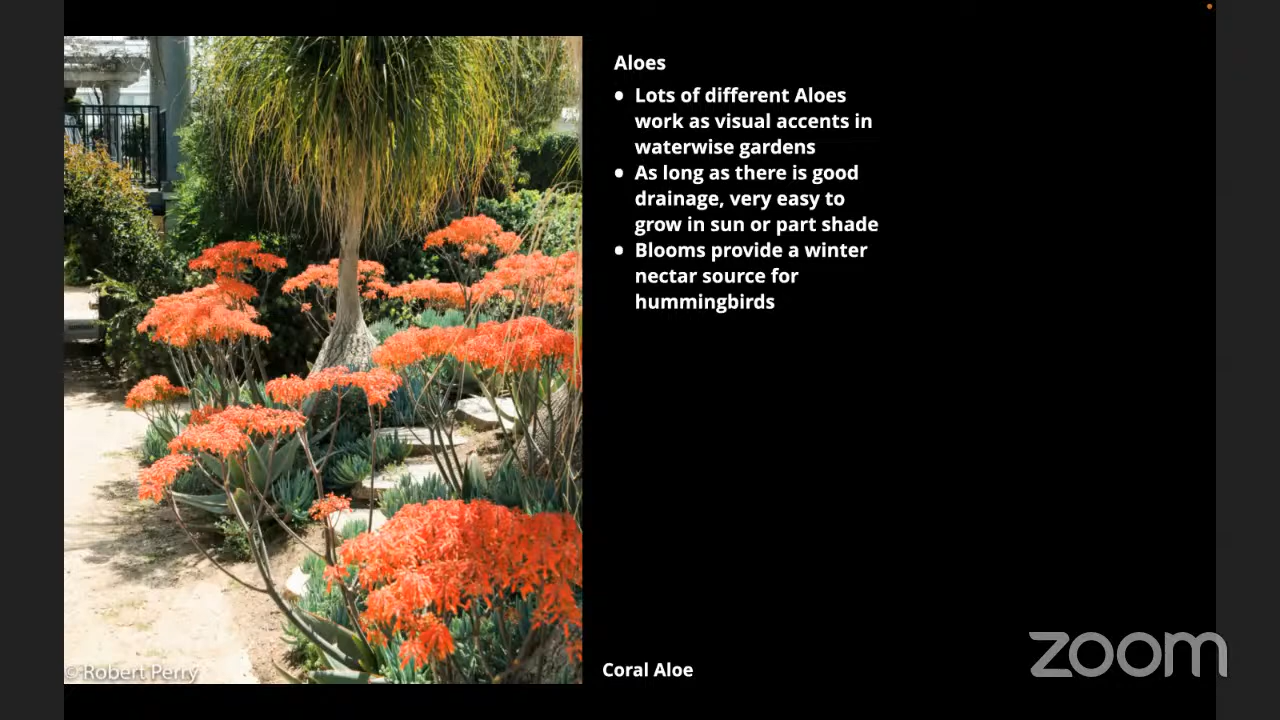 Aloes
• Lots of different Aloes
work as visual accents in
waterwise gardens
• As long as there is good
drainage, very easy to
grow in sun or part shade
• Blooms provide a winter
nectar source for
hummingbirds
© Robert Perry
Coral Aloe
zoom